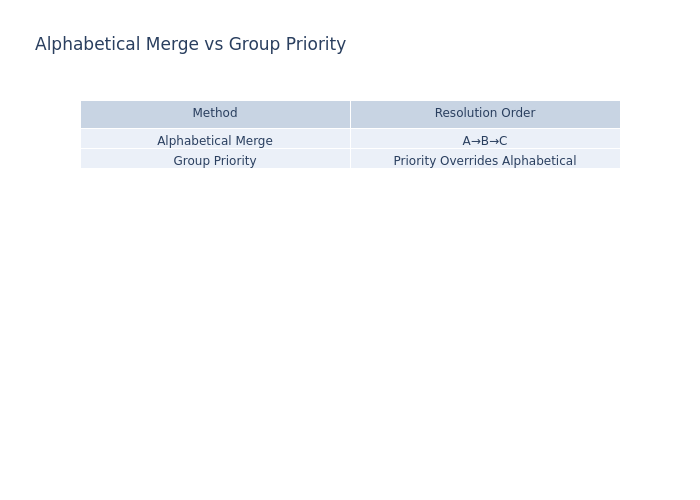 Alphabetical Merge vs Group Priority
Method Resolution Order
Alphabetical Merge A→B→C
Group Priority Priority Overrides Alphabetical